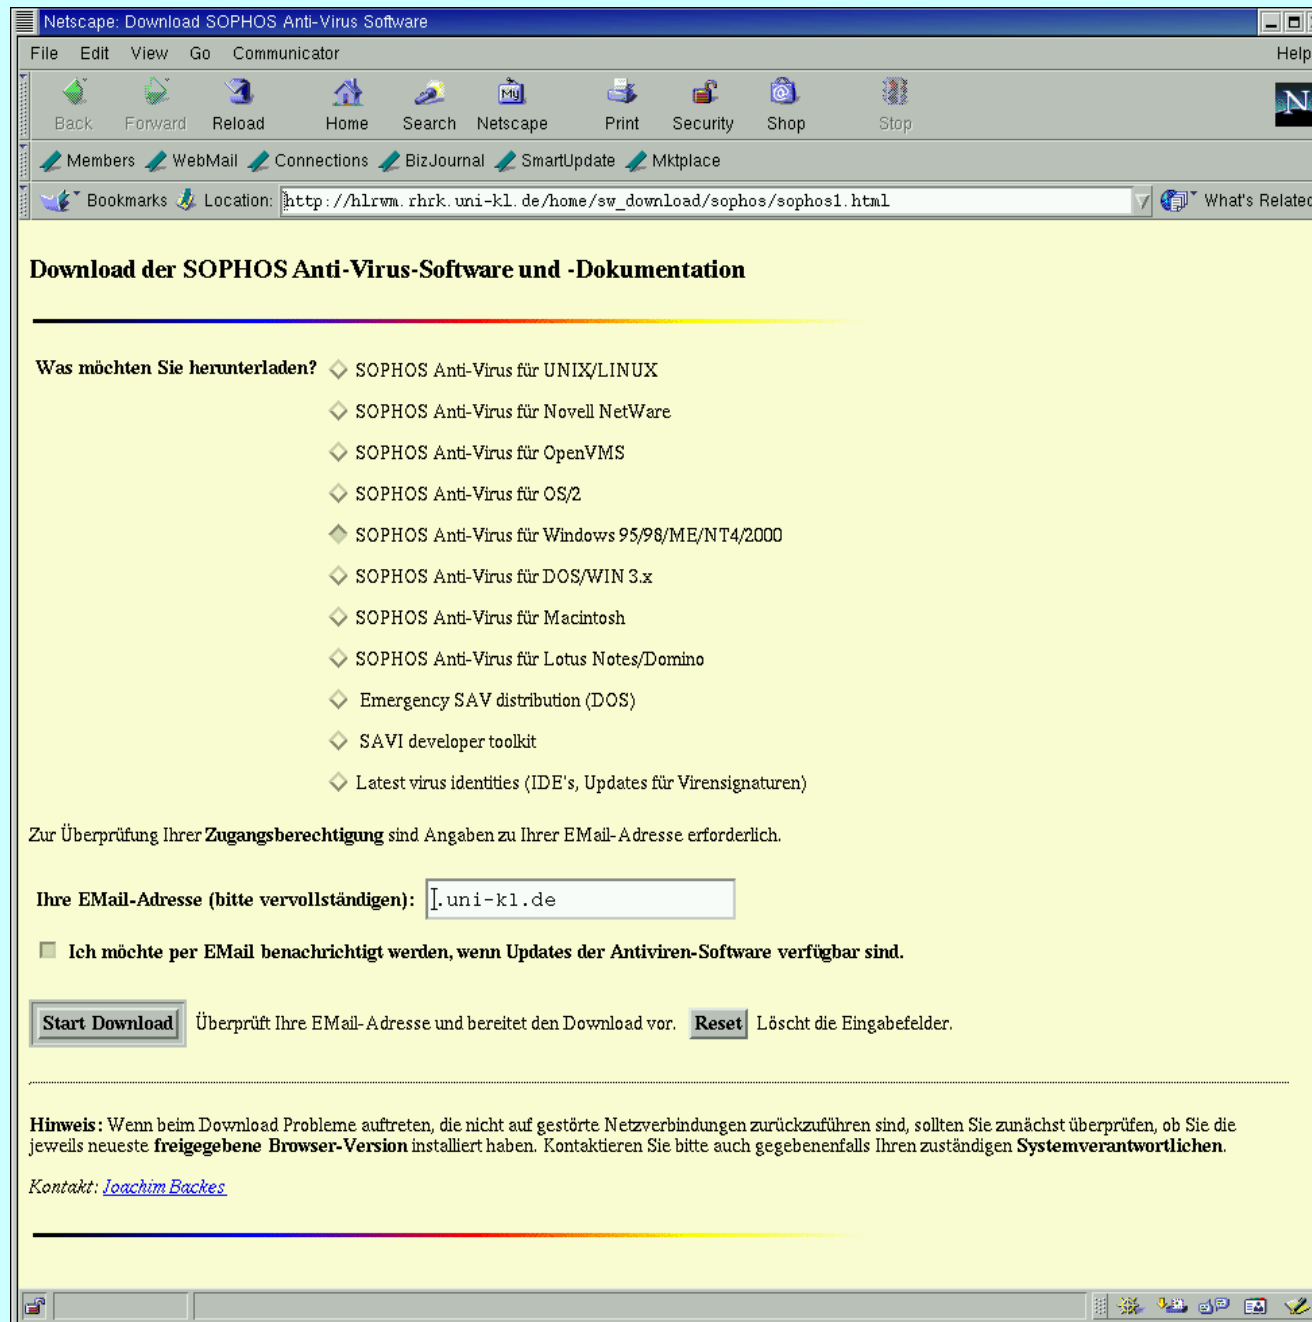 Netscape: Download SOPHOS Anti-Virus Software
File Edit View Go Communicator Help
My N
Back Forward Reload Home Search Netscape Print Security Shop Stop
Members WebMail Connections BizJournal SmartUpdate Mktplace
Bookmarks Location: http://hlrwm.rhrk.uni-kl.de/home/sw_download/sophos/sophos1.html What's Related
Download der SOPHOS Anti-Virus-Software und -Dokumentation
Was möchten Sie herunterladen? SOPHOS Anti-Virus für UNIX/LINUX
SOPHOS Anti-Virus für Novell NetWare
SOPHOS Anti-Virus für OpenVMS
SOPHOS Anti-Virus für OS/2
SOPHOS Anti-Virus für Windows 95/98/ME/NT4/2000
SOPHOS Anti-Virus für DOS/WIN 3.x
SOPHOS Anti-Virus für Macintosh
SOPHOS Anti-Virus für Lotus Notes/Domino
Emergency SAV distribution (DOS)
SAVI developer toolkit
Latest virus identities (IDE's, Updates für Virensignaturen)
Zur Überprüfung Ihrer Zugangsberechtigung sind Angaben zu Ihrer EMail-Adresse erforderlich.
Ihre EMail-Adresse (bitte vervollständigen): .uni-kl.de
Ich möchte per EMail benachrichtigt werden, wenn Updates der Antiviren-Software verfügbar sind.
Start Download Überprüft Ihre EMail-Adresse und bereitet den Download vor. Reset Löscht die Eingabefelder.
Hinweis: Wenn beim Download Probleme auftreten, die nicht auf gestörte Netzverbindungen zurückzuführen sind, sollten Sie zunächst überprüfen, ob Sie die
jeweils neueste freigegebene Browser-Version installiert haben. Kontaktieren Sie bitte auch gegebenenfalls Ihren zuständigen Systemverantwortlichen.
Kontakt: Joachim Backes